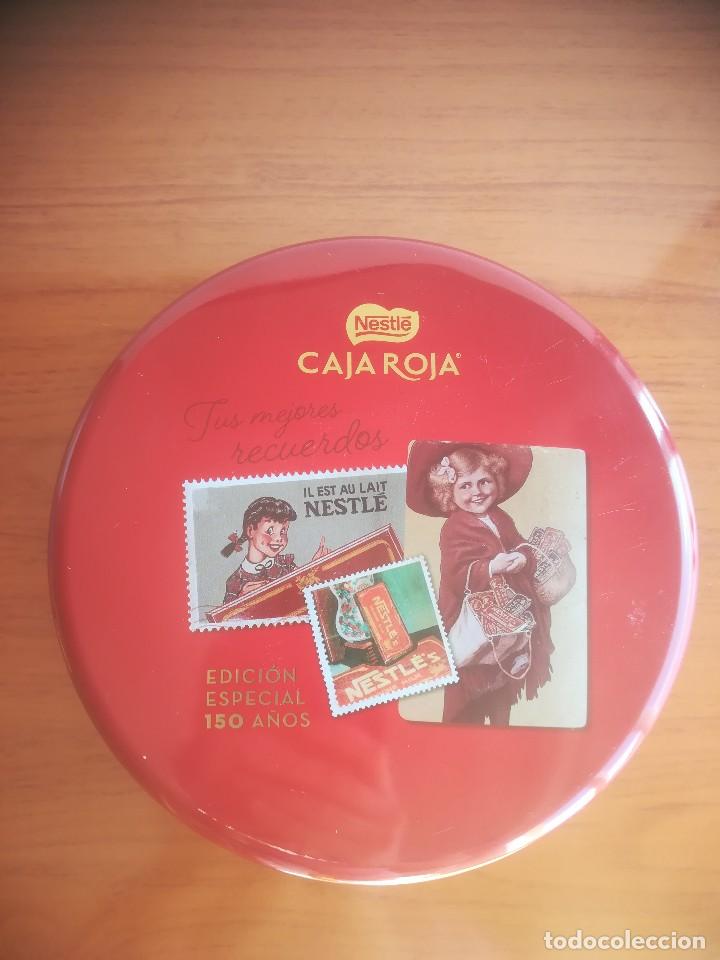 Nestlé
CAJA ROJA®
Tus mejores
recuerdos
IL EST AU LAIT
NESTLÉ
NESTLÉ'S
NESTLÉ'S
EDICIÓN
ESPECIAL
150 AÑOS
todocoleccion